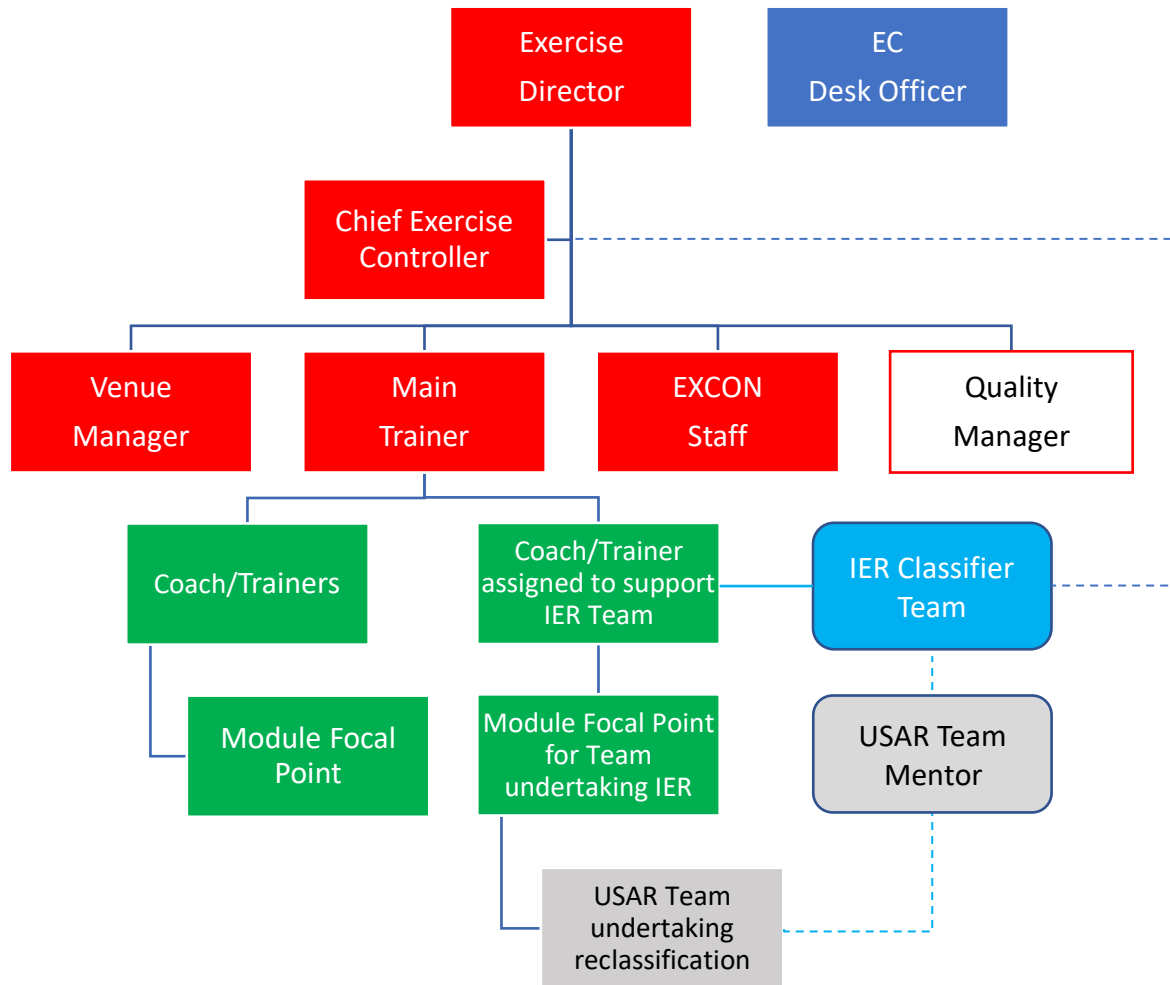 Exercise
Director
EC
Desk Officer
Chief Exercise
Controller
Venue
Manager
Main
Trainer
EXCON
Staff
Quality
Manager
Coach/Trainers
Coach/Trainer
assigned to support
IER Team
IER Classifier
Team
Module Focal
Point
Module Focal Point
for Team
undertaking IER
USAR Team
Mentor
USAR Team
undertaking
reclassification